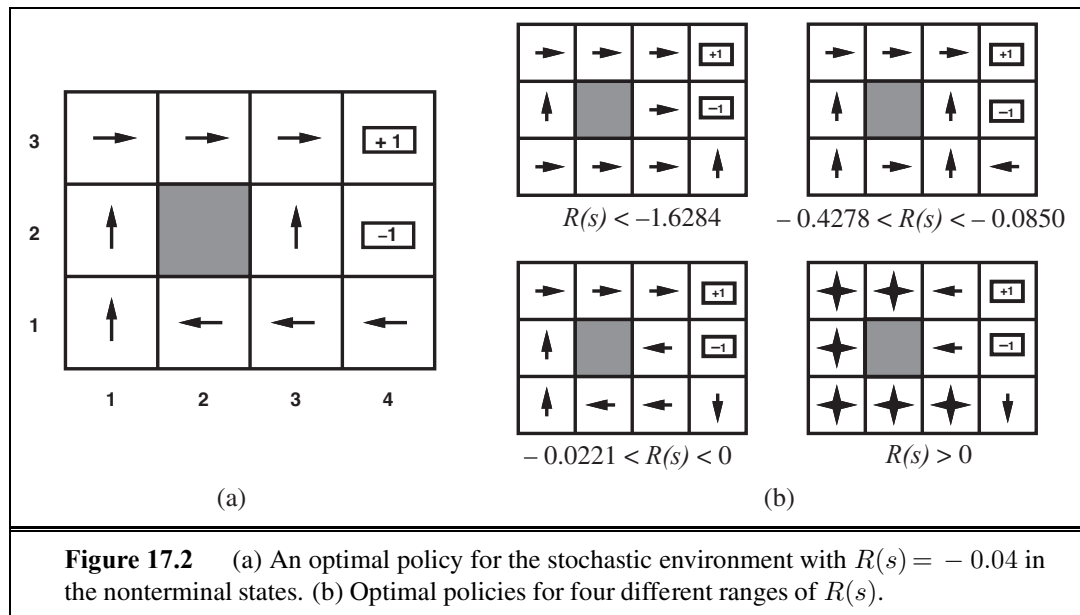 3
2
1
+ 1
-1
1 2 3 4
(a)
+1
-1
R(s) < –1.6284
+1
-1
– 0.4278 < R(s) < – 0.0850
+1
-1
– 0.0221 < R(s) < 0
+1
-1
R(s) > 0
(b)
Figure 17.2 (a) An optimal policy for the stochastic environment with R(s) = − 0.04 in
the nonterminal states. (b) Optimal policies for four different ranges of R(s).